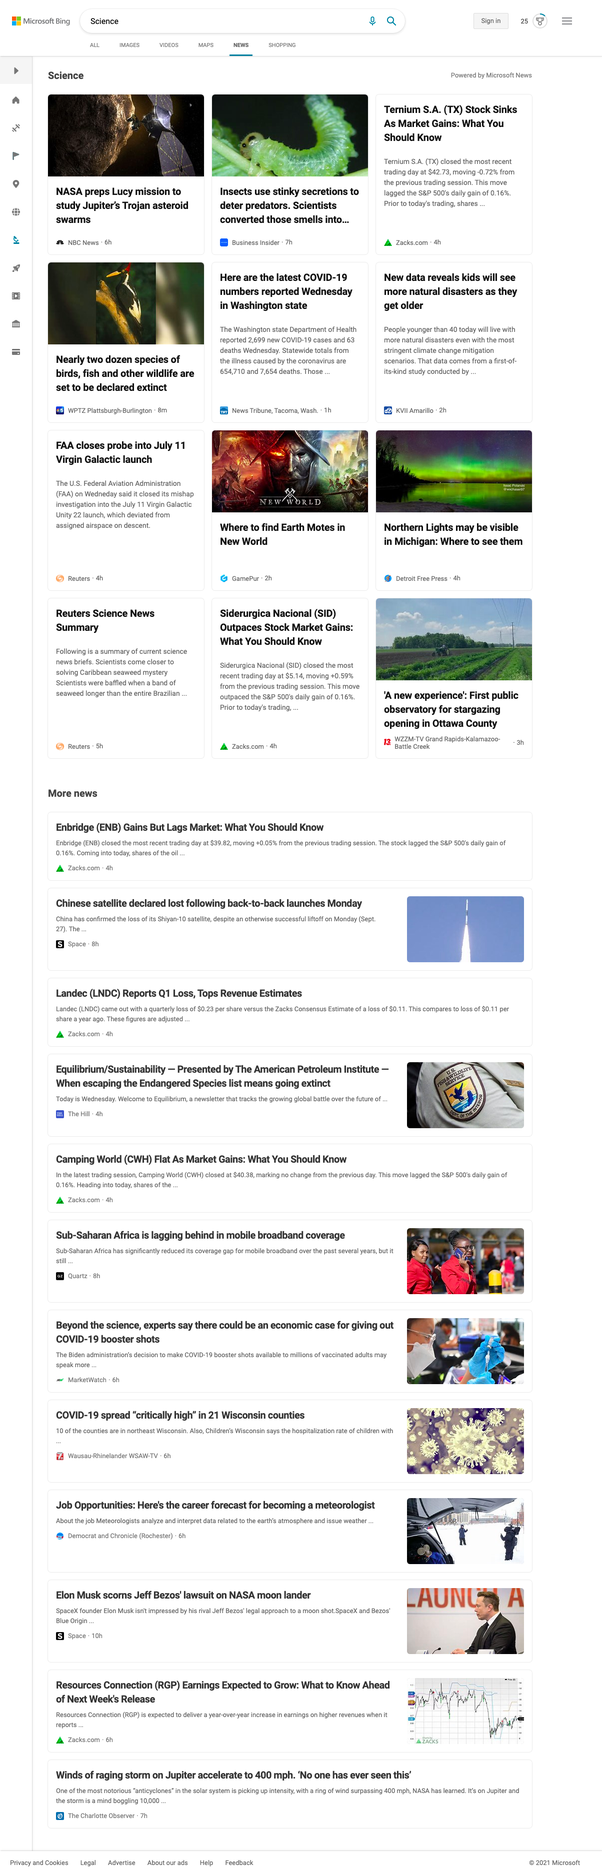 Microsoft Bing
Science
Sign in
25
ALL IMAGES VIDEOS MAPS NEWS SHOPPING
Science
Powered by Microsoft News
NASA preps Lucy mission to
study Jupiter's Trojan asteroid
swarms
NBC News · 6h
Insects use stinky secretions to
deter predators. Scientists
converted those smells into...
Business Insider · 7h
Ternium S.A. (TX) Stock Sinks
As Market Gains: What You
Should Know
Ternium S.A. (TX) closed the most recent
trading day at $42.73, moving -0.72% from
the previous trading session. This move
lagged the S&P 500's daily gain of 0.16%.
Prior to today's trading, shares ...
Zacks.com · 4h
Nearly two dozen species of
birds, fish and other wildlife are
set to be declared extinct
WPTZ Plattsburgh-Burlington · 8m
Here are the latest COVID-19
numbers reported Wednesday
in Washington state
The Washington state Department of Health
reported 2,699 new COVID-19 cases and 63
deaths Wednesday. Statewide totals from
the illness caused by the coronavirus are
654,710 and 7,654 deaths. Those ...
News Tribune, Tacoma, Wash. · 1h
New data reveals kids will see
more natural disasters as they
get older
People younger than 40 today will live with
more natural disasters even with the most
stringent climate change mitigation
scenarios. That data comes from a first-of-
its-kind study conducted by ...
KVII Amarillo · 2h
FAA closes probe into July 11
Virgin Galactic launch
The U.S. Federal Aviation Administration
(FAA) on Wednesday said it closed its mishap
investigation into the July 11 Virgin Galactic
Unity 22 launch, which deviated from
assigned airspace on descent.
Reuters · 4h
NEW WORLD
Where to find Earth Motes in
New World
GamePur · 2h
Northern Lights may be visible
in Michigan: Where to see them
Detroit Free Press · 4h
Reuters Science News
Summary
Following is a summary of current science
news briefs. Scientists come closer to
solving Caribbean seaweed mystery
Scientists were baffled when a band of
seaweed longer than the entire Brazilian ...
Reuters · 5h
Siderurgica Nacional (SID)
Outpaces Stock Market Gains:
What You Should Know
Siderurgica Nacional (SID) closed the most
recent trading day at $5.14, moving +0.59%
from the previous trading session. This move
outpaced the S&P 500's daily gain of 0.16%.
Prior to today's trading, ...
Zacks.com · 4h
'A new experience': First public
observatory for stargazing
opening in Ottawa County
WZZM-TV Grand Rapids-Kalamazoo-
Battle Creek · 3h
More news
Enbridge (ENB) Gains But Lags Market: What You Should Know
Enbridge (ENB) closed the most recent trading day at $39.82, moving +0.05% from the previous trading session. The stock lagged the S&P 500's daily gain of
0.16%. Coming into today, shares of the oil ...
Zacks.com · 4h
Chinese satellite declared lost following back-to-back launches Monday
China has confirmed the loss of its Shiyan-10 satellite, despite an otherwise successful liftoff on Monday (Sept.
27). The ...
Space · 8h
Landec (LNDC) Reports Q1 Loss, Tops Revenue Estimates
Landec (LNDC) came out with a quarterly loss of $0.23 per share versus the Zacks Consensus Estimate of a loss of $0.11. This compares to loss of $0.11 per
share a year ago. These figures are adjusted ...
Zacks.com · 4h
Equilibrium/Sustainability — Presented by The American Petroleum Institute —
When escaping the Endangered Species list means going extinct
Today is Wednesday. Welcome to Equilibrium, a newsletter that tracks the growing global battle over the future of ...
The Hill · 4h
Camping World (CWH) Flat As Market Gains: What You Should Know
In the latest trading session, Camping World (CWH) closed at $40.38, marking no change from the previous day. This move lagged the S&P 500's daily gain of
0.16%. Heading into today, shares of the ...
Zacks.com · 4h
Sub-Saharan Africa is lagging behind in mobile broadband coverage
Sub-Saharan Africa has significantly reduced its coverage gap for mobile broadband over the past several years, but it
still ...
Quartz · 8h
Beyond the science, experts say there could be an economic case for giving out
COVID-19 booster shots
The Biden administration's decision to make COVID-19 booster shots available to millions of vaccinated adults may
speak more ...
MarketWatch · 6h
COVID-19 spread “critically high” in 21 Wisconsin counties
10 of the counties are in northeast Wisconsin. Also, Children's Wisconsin says the hospitalization rate of children with
...
Wausau-Rhinelander WSAW-TV · 6h
Job Opportunities: Here's the career forecast for becoming a meteorologist
About the job Meteorologists analyze and interpret data related to the earth's atmosphere and issue weather ...
Democrat and Chronicle (Rochester) · 6h
Elon Musk scorns Jeff Bezos' lawsuit on NASA moon lander
SpaceX founder Elon Musk isn't impressed by his rival Jeff Bezos' legal approach to a moon shot.SpaceX and Bezos'
Blue Origin ...
Space · 10h
LAUNCH A
Resources Connection (RGP) Earnings Expected to Grow: What to Know Ahead
of Next Week's Release
Resources Connection (RGP) is expected to deliver a year-over-year increase in earnings on higher revenues when it
reports ...
Zacks.com · 6h
ZACKS
Winds of raging storm on Jupiter accelerate to 400 mph. ‘No one has ever seen this’
One of the most notorious “anticyclones” in the solar system is picking up intensity, with a ring of wind surpassing 400 mph, NASA has learned. It's on Jupiter and
the storm is a mind boggling 10,000 ...
The Charlotte Observer · 7h
Privacy and Cookies Legal Advertise About our ads Help Feedback
© 2021 Microsoft